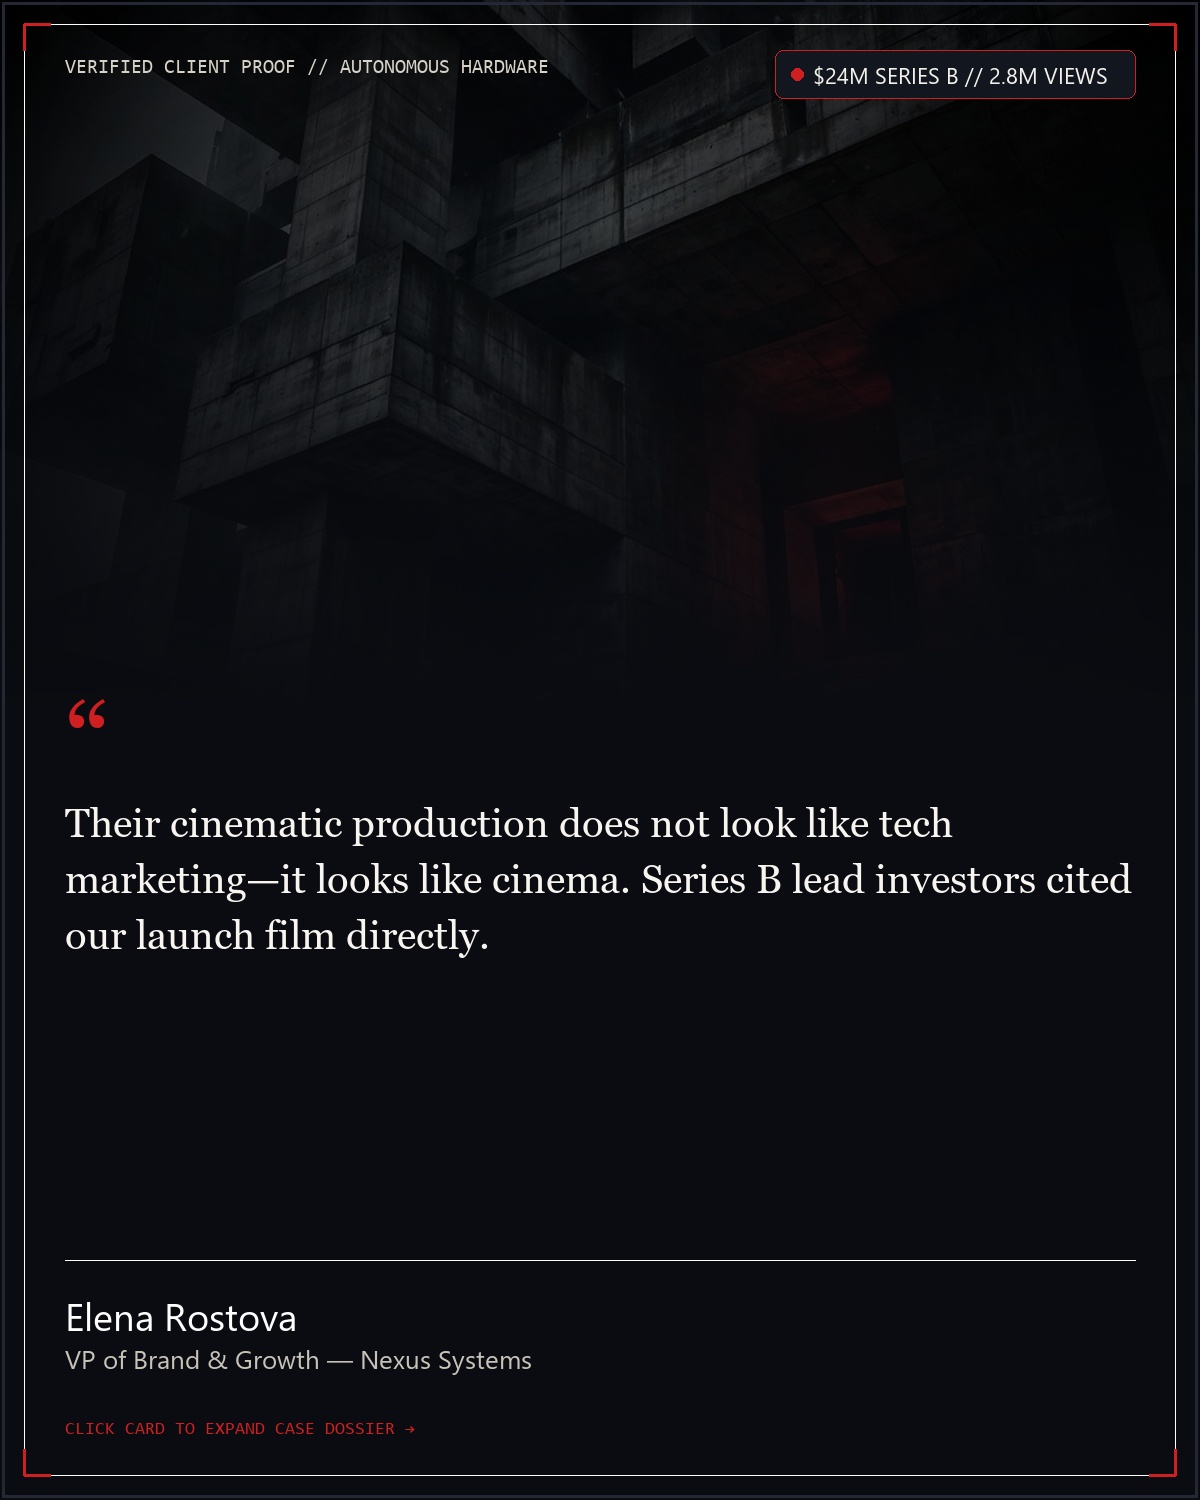 VERIFIED CLIENT PROOF // AUTONOMOUS HARDWARE
$24M SERIES B // 2.8M VIEWS
“
Their cinematic production does not look like tech
marketing—it looks like cinema. Series B lead investors cited
our launch film directly.
Elena Rostova
VP of Brand & Growth — Nexus Systems
CLICK CARD TO EXPAND CASE DOSSIER →